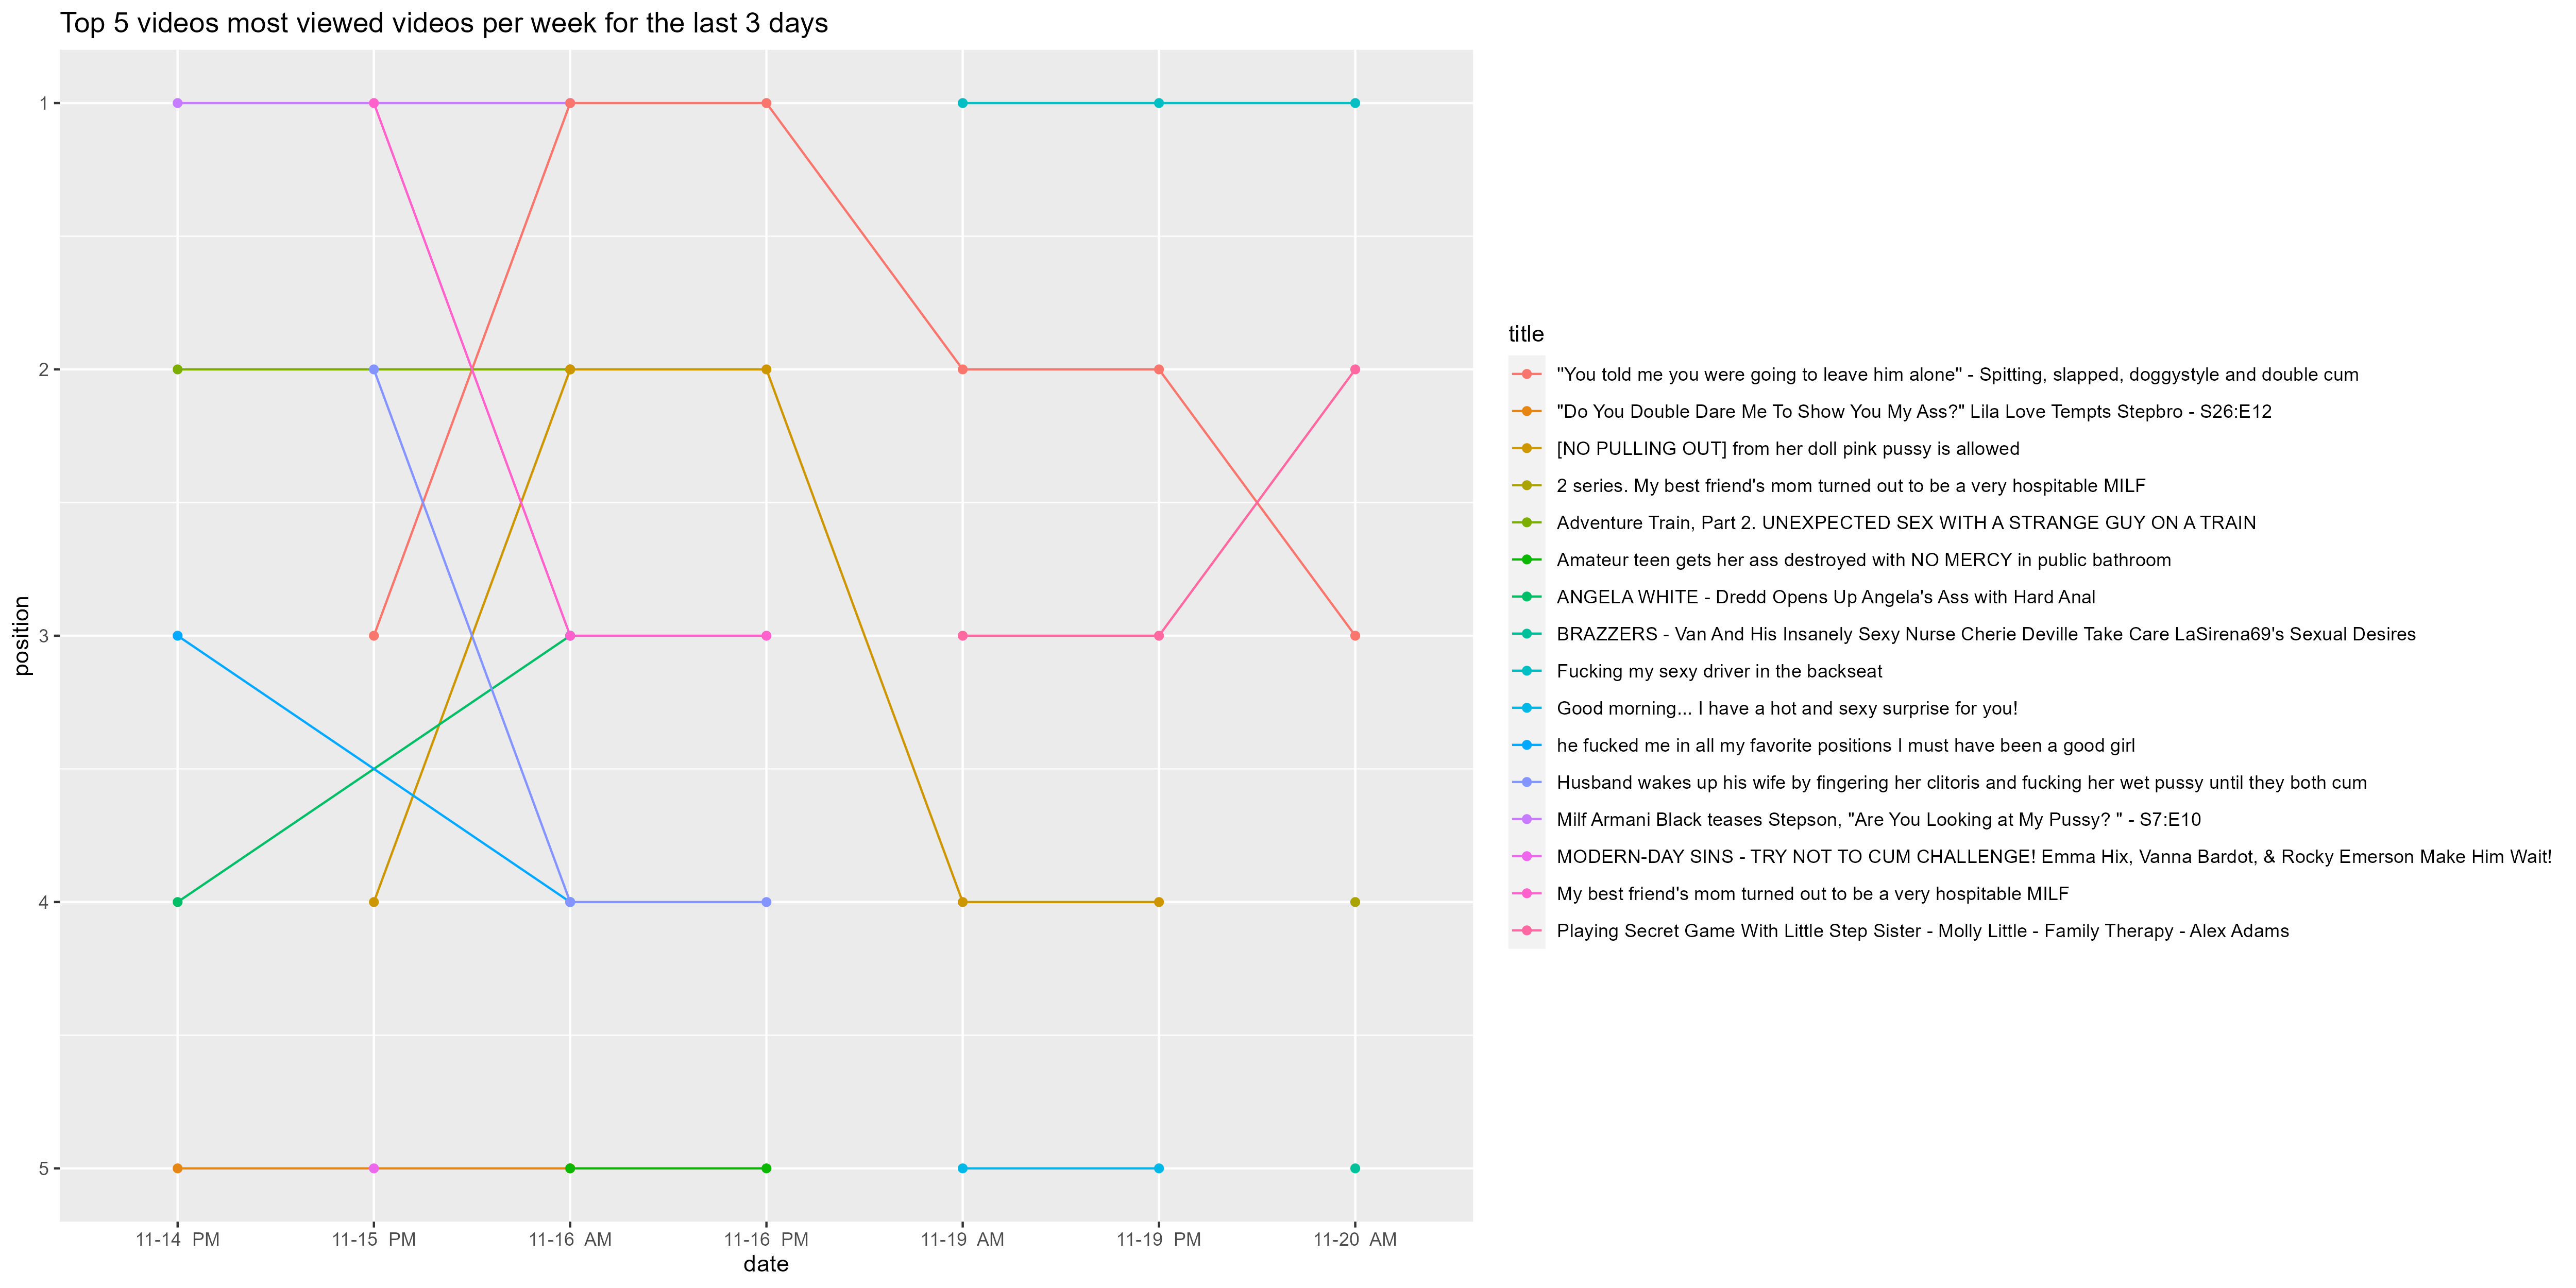 Top 5 videos most viewed videos per week for the last 3 days
position
1
2
3
4
5
11-14 PM
11-15 PM
11-16 AM
11-16 PM
11-19 AM
11-19 PM
11-20 AM
date
title
"You told me you were going to leave him alone" - Spitting, slapped, doggystyle and double cum
"Do You Double Dare Me To Show You My Ass?" Lila Love Tempts Stepbro - S26:E12
[NO PULLING OUT] from her doll pink pussy is allowed
2 series. My best friend's mom turned out to be a very hospitable MILF
Adventure Train, Part 2. UNEXPECTED SEX WITH A STRANGE GUY ON A TRAIN
Amateur teen gets her ass destroyed with NO MERCY in public bathroom
ANGELA WHITE - Dredd Opens Up Angela's Ass with Hard Anal
BRAZZERS - Van And His Insanely Sexy Nurse Cherie Deville Take Care LaSirena69's Sexual Desires
Fucking my sexy driver in the backseat
Good morning... I have a hot and sexy surprise for you!
he fucked me in all my favorite positions I must have been a good girl
Husband wakes up his wife by fingering her clitoris and fucking her wet pussy until they both cum
Milf Armani Black teases Stepson, "Are You Looking at My Pussy? " - S7:E10
MODERN-DAY SINS - TRY NOT TO CUM CHALLENGE! Emma Hix, Vanna Bardot, & Rocky Emerson Make Him Wait!
My best friend's mom turned out to be a very hospitable MILF
Playing Secret Game With Little Step Sister - Molly Little - Family Therapy - Alex Adams